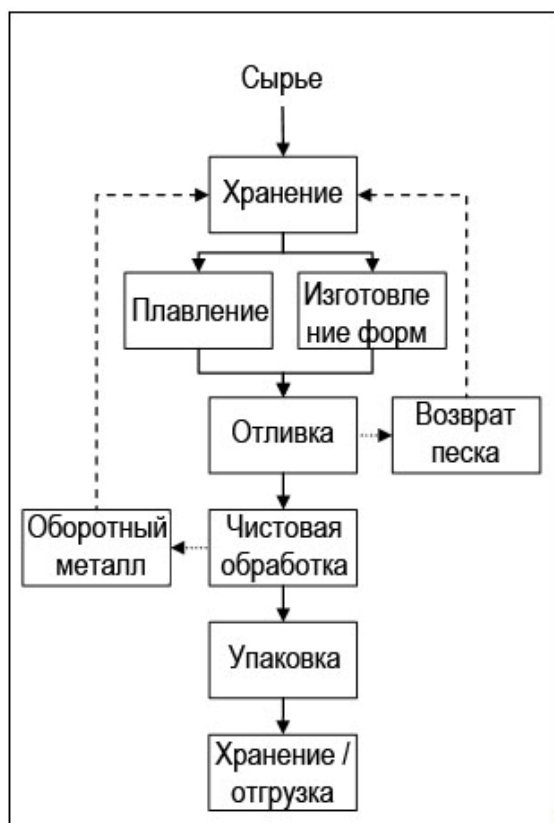 Сырье
Хранение
Плавление
Изготовле
ние форм
Отливка
Возврат
песка
Оборотный
металл
Чистовая
обработка
Упаковка
Хранение /
отгрузка